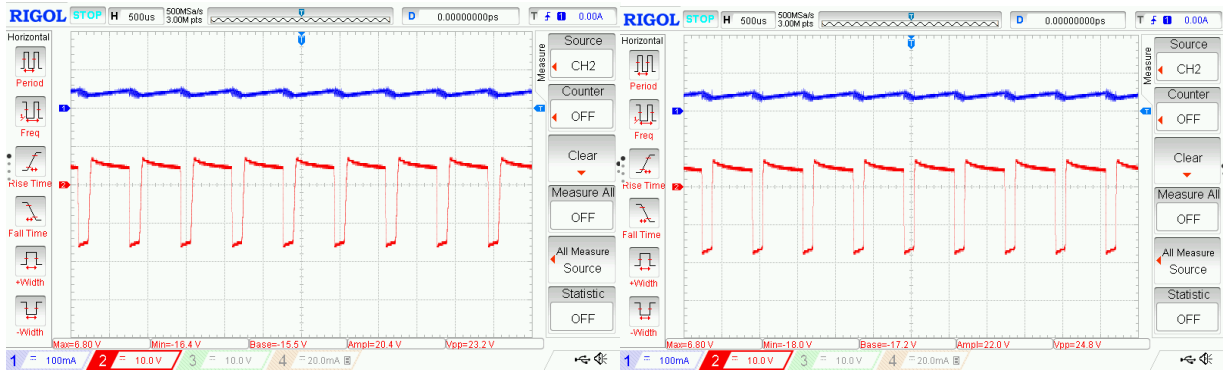 RIGOL STOP H 500us 500MSa/s 3.00M pts T D 0.00000000ps T 1 0.00A
Horizontal
Period
Freq
Rise Time
Fall Time
+Width
-Width
1
2
T
Measure
Source
CH2
Counter
OFF
Clear
Measure All
OFF
All Measure
Source
Statistic
OFF
Max=6.80 V Min=-16.4 V Base=-15.5 V Ampl=20.4 V Vpp=23.2 V
1 = 100mA 2 = 10.0 V 3 = 10.0 V 4 = 20.0mA
RIGOL STOP H 500us 500MSa/s 3.00M pts T D 0.00000000ps T 1 0.00A
Horizontal
Period
Freq
Rise Time
Fall Time
+Width
-Width
1
2
T
Measure
Source
CH2
Counter
OFF
Clear
Measure All
OFF
All Measure
Source
Statistic
OFF
Max=6.80 V Min=-18.0 V Base=-17.2 V Ampl=22.0 V Vpp=24.8 V
1 = 100mA 2 = 10.0 V 3 = 10.0 V 4 = 20.0mA